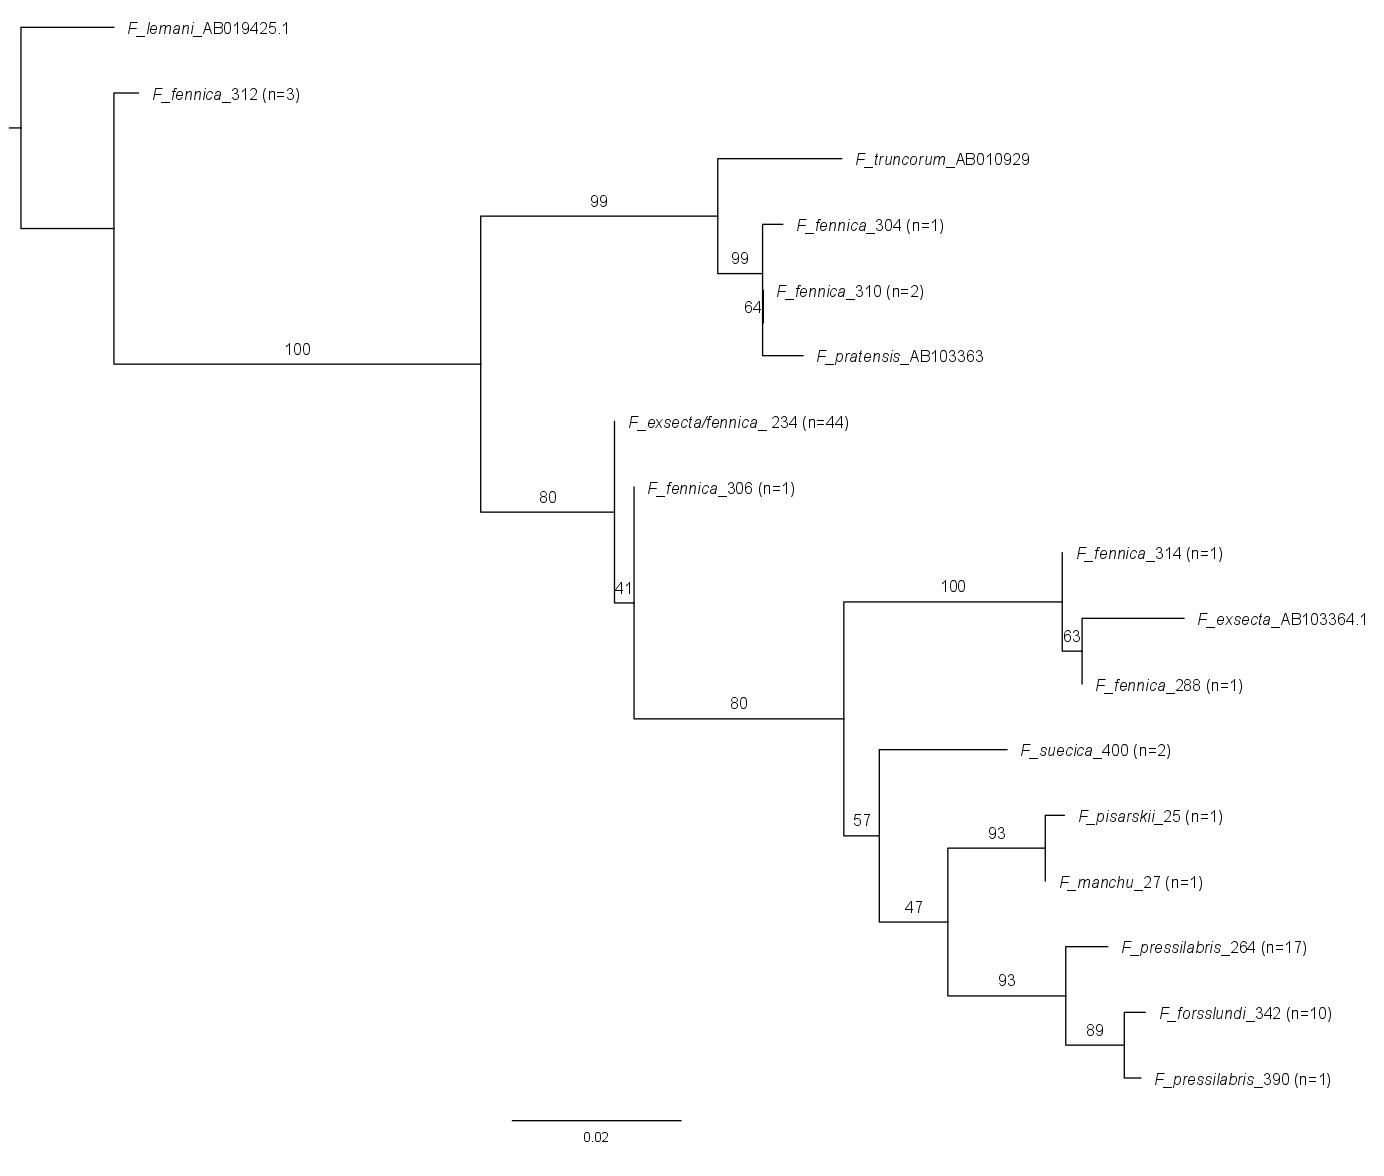 F_lemani_AB019425.1
F_fennica_312 (n=3)
F_truncorum_AB010929
99
F_fennica_304 (n=1)
99
F_fennica_310 (n=2)
64
100
F_pratensis_AB103363
F_exsecta/fennica_ 234 (n=44)
80
F_fennica_306 (n=1)
F_fennica_314 (n=1)
41
100
F_exsecta_AB103364.1
63
F_fennica_288 (n=1)
80
F_suecica_400 (n=2)
57
F_pisarskii_25 (n=1)
93
F_manchu_27 (n=1)
47
F_pressilabris_264 (n=17)
93
F_forsslundi_342 (n=10)
89
F_pressilabris_390 (n=1)
0.02